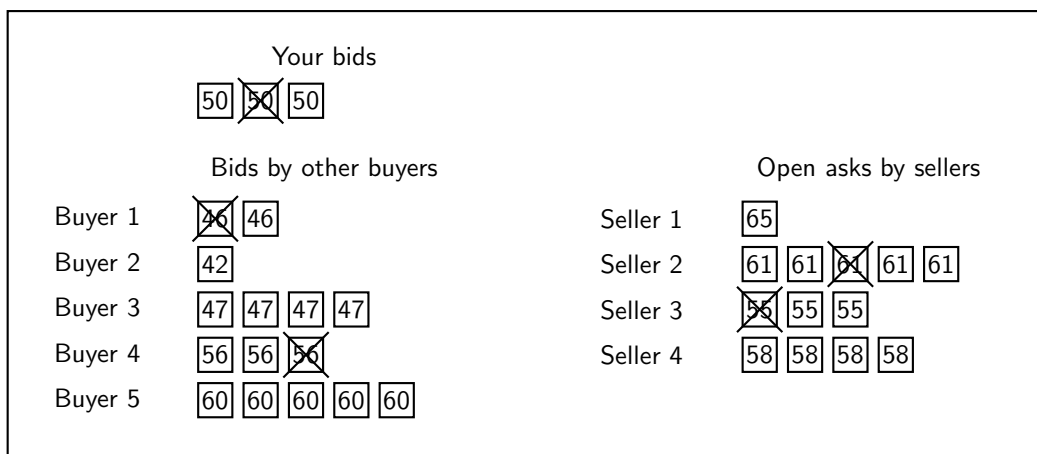 Your bids
50 50 50
Bids by other buyers
Open asks by sellers
Buyer 1 46 46
Seller 1 65
Buyer 2 42
Seller 2 61 61 61 61 61
Buyer 3 47 47 47 47
Seller 3 55 55 55
Buyer 4 56 56 56
Seller 4 58 58 58 58
Buyer 5 60 60 60 60 60